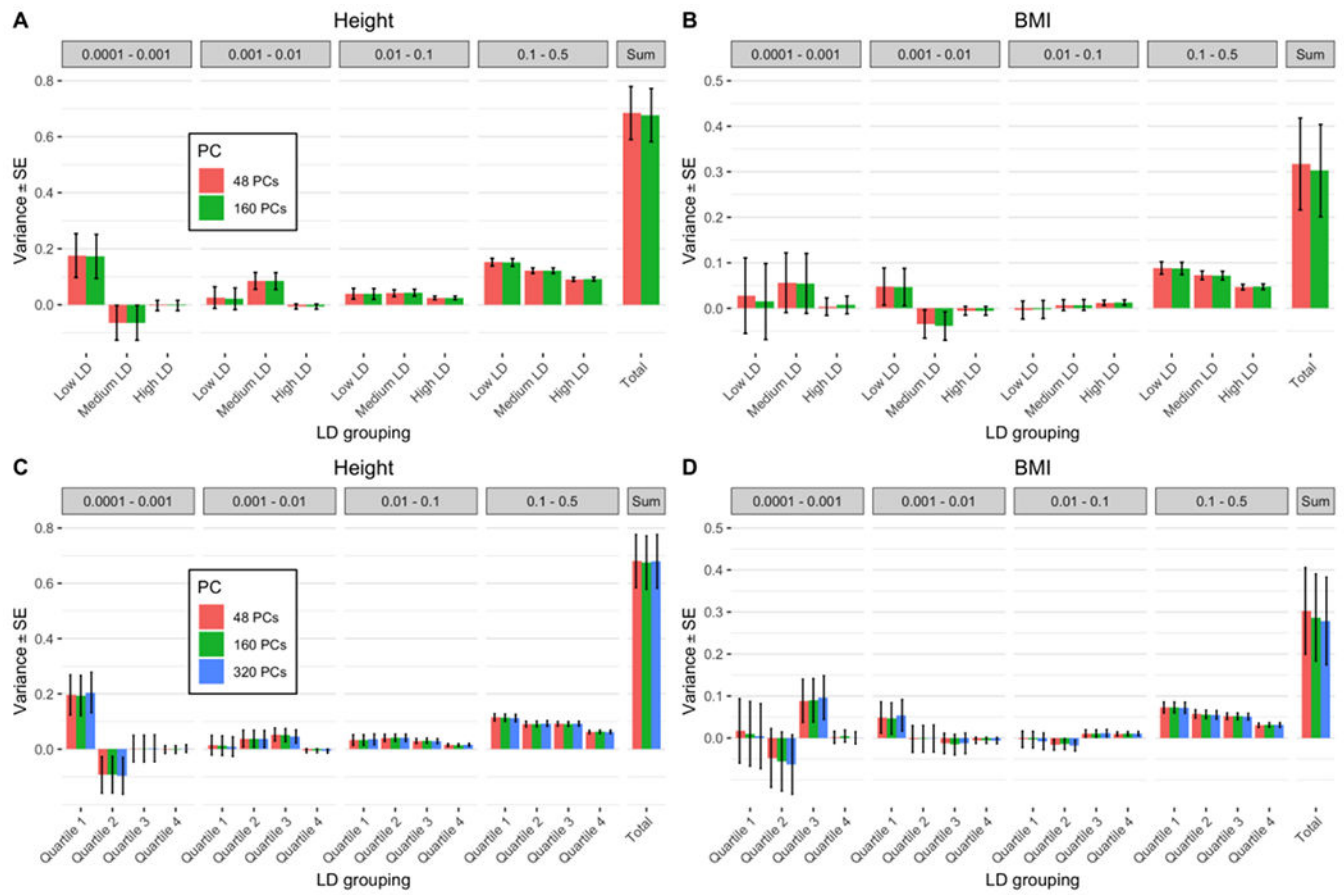 A
Height
0.0001 - 0.001
0.001 - 0.01
0.01 - 0.1
0.1 - 0.5
Sum
Variance ± SE
0.8
0.6
0.4
0.2
0.0
PC
48 PCs
160 PCs
Low LD
Medium LD
High LD
Low LD
Medium LD
High LD
Low LD
Medium LD
High LD
Low LD
Medium LD
High LD
Total
LD grouping
B
BMI
0.0001 - 0.001
0.001 - 0.01
0.01 - 0.1
0.1 - 0.5
Sum
Variance ± SE
0.5
0.4
0.3
0.2
0.1
0.0
Low LD
Medium LD
High LD
Low LD
Medium LD
High LD
Low LD
Medium LD
High LD
Low LD
Medium LD
High LD
Total
LD grouping
C
Height
0.0001 - 0.001
0.001 - 0.01
0.01 - 0.1
0.1 - 0.5
Sum
Variance ± SE
0.8
0.6
0.4
0.2
0.0
PC
48 PCs
160 PCs
320 PCs
Quartile 1
Quartile 2
Quartile 3
Quartile 4
Quartile 1
Quartile 2
Quartile 3
Quartile 4
Quartile 1
Quartile 2
Quartile 3
Quartile 4
Quartile 1
Quartile 2
Quartile 3
Quartile 4
Total
LD grouping
D
BMI
0.0001 - 0.001
0.001 - 0.01
0.01 - 0.1
0.1 - 0.5
Sum
Variance ± SE
0.5
0.4
0.3
0.2
0.1
0.0
Quartile 1
Quartile 2
Quartile 3
Quartile 4
Quartile 1
Quartile 2
Quartile 3
Quartile 4
Quartile 1
Quartile 2
Quartile 3
Quartile 4
Quartile 1
Quartile 2
Quartile 3
Quartile 4
Total
LD grouping